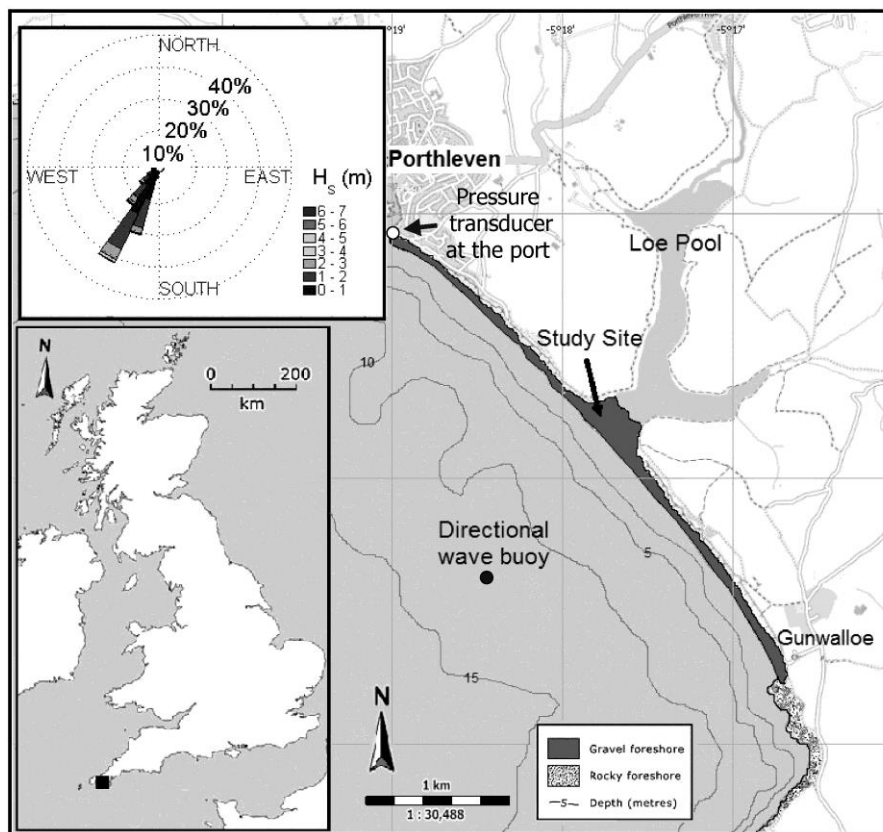 NORTH
40%
30%
20%
10%
WEST
EAST
SOUTH
H_s (m)
6 - 7
5 - 6
4 - 5
3 - 4
2 - 3
1 - 2
0 - 1
N
0 200
km
19'
-5°18'
-5°17'
Porthleven
Pressure
transducer
at the port
Loe Pool
Study Site
10
Directional
wave buoy
5
Gunwalloe
15
N
1 km
1 : 30,488
Gravel foreshore
Rocky foreshore
5 Depth (metres)